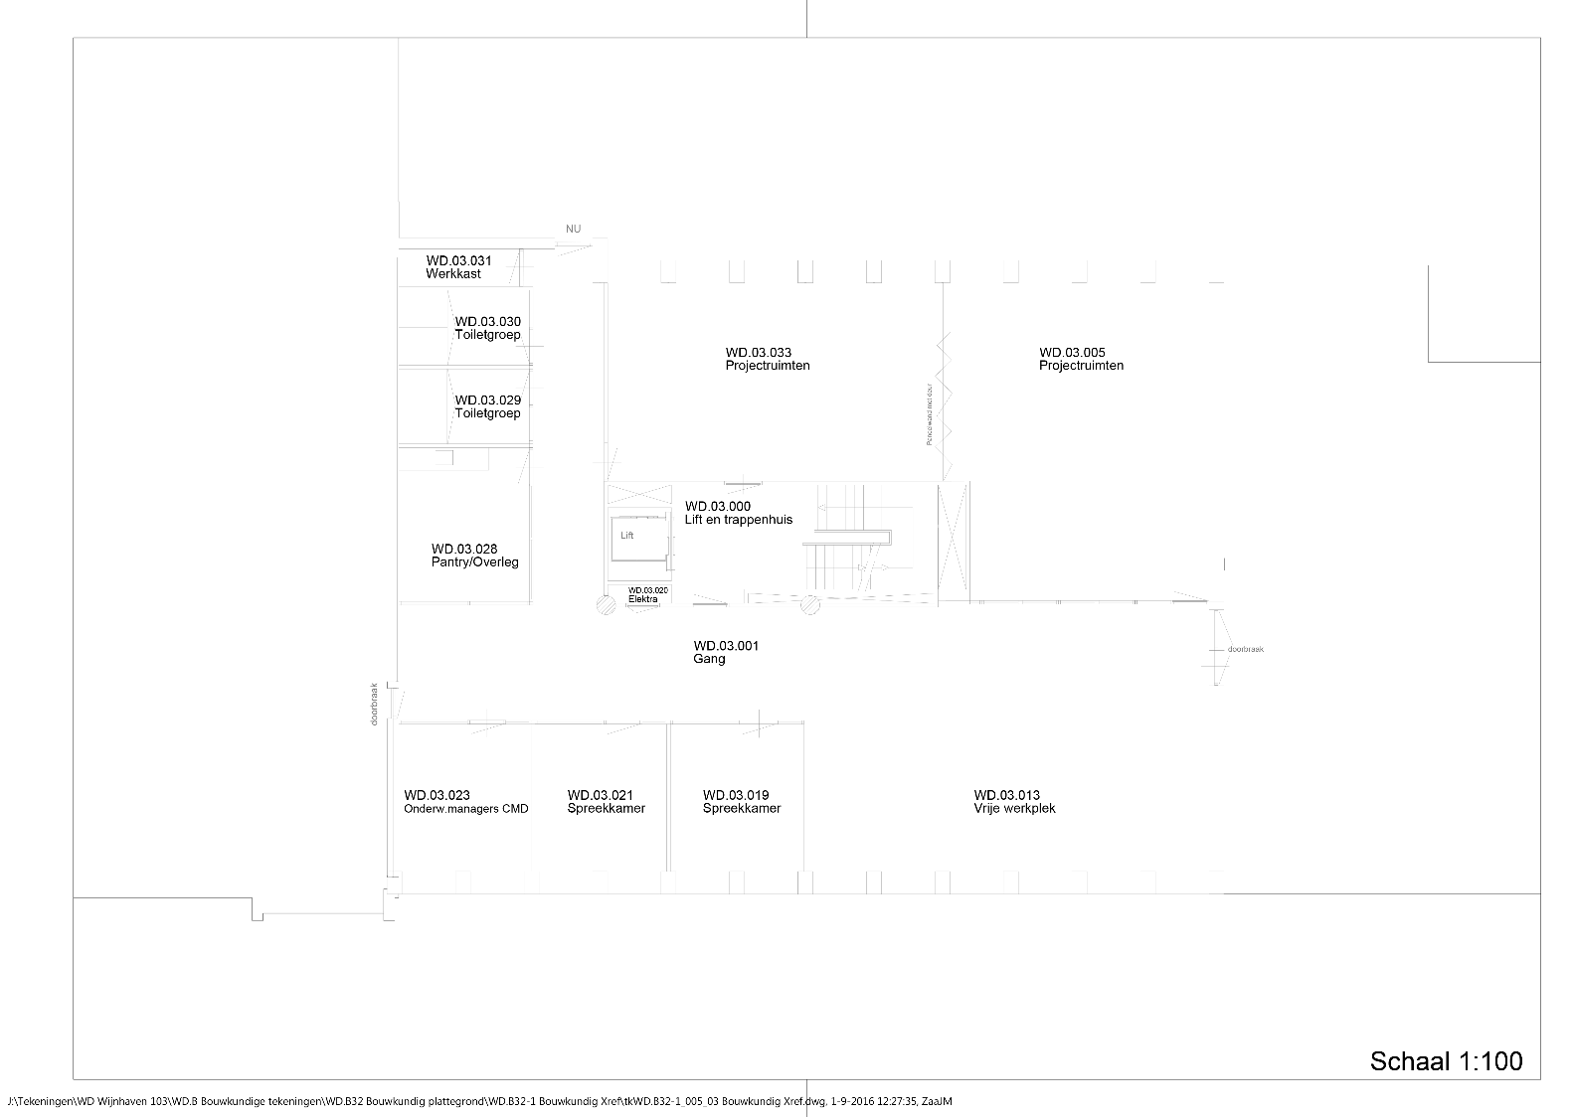 NU
WD.03.031
Werkkast
WD.03.030
Toiletgroep
WD.03.029
Toiletgroep
WD.03.033
Projectruimten
WD.03.005
Projectruimten
Paneelwand met deur
WD.03.000
Lift en trappenhuis
Lift
WD.03.028
Pantry/Overleg
WD.03.020
Elektra
WD.03.001
Gang
doorbraak
doorbraak
WD.03.023
Onderw.managers CMD
WD.03.021
Spreekkamer
WD.03.019
Spreekkamer
WD.03.013
Vrije werkplek
Schaal 1:100
J:\Tekeningen\WD Wijnhaven 103\WD.B Bouwkundige tekeningen\WD.B32 Bouwkundig plattegrond\WD.B32-1 Bouwkundig Xref\tkWD.B32-1_005_03 Bouwkundig Xref.dwg, 1-9-2016 12:27:35, ZaaJM